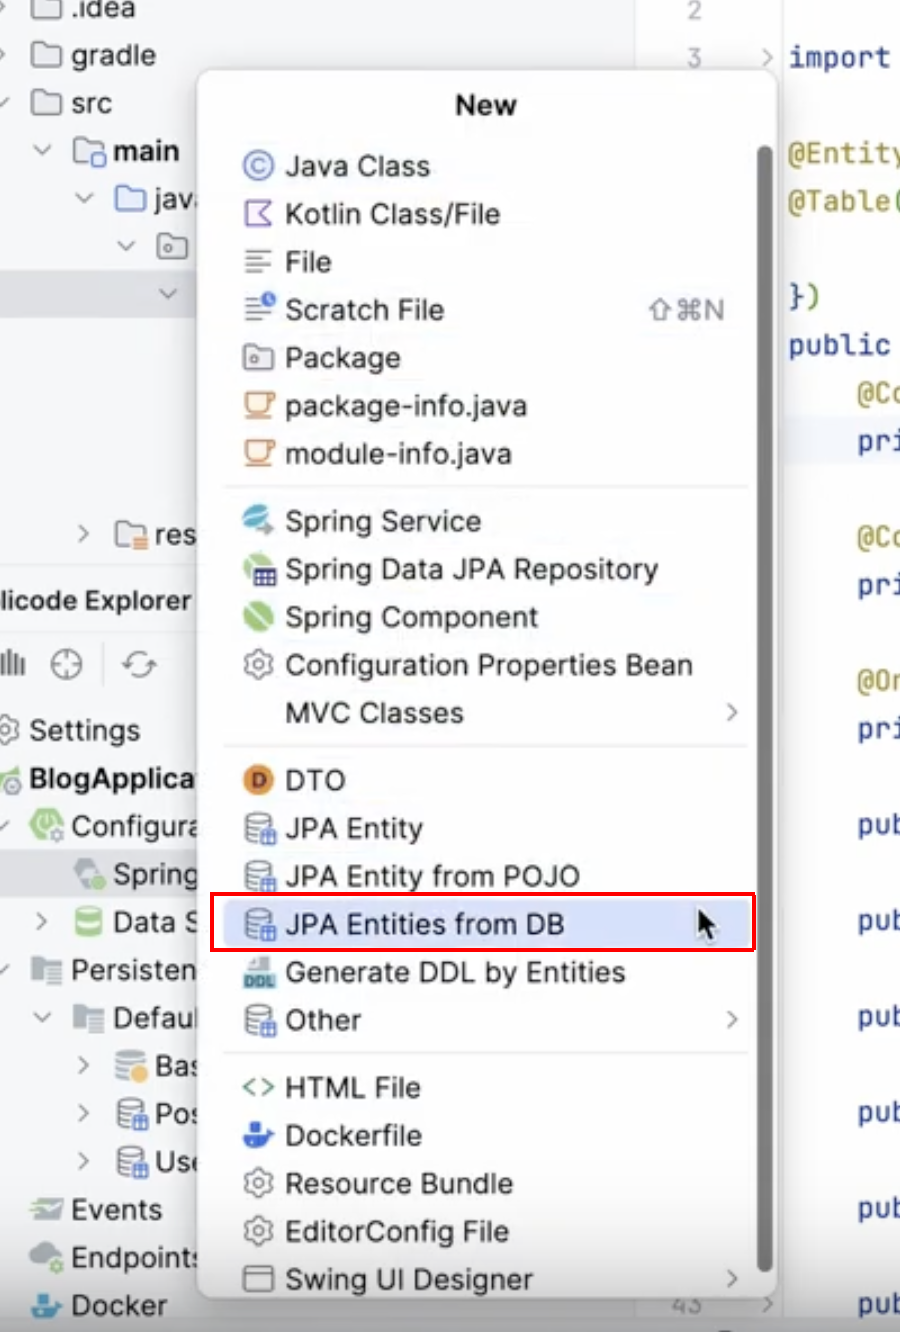 .idea
gradle
src
main
java
res
licode Explorer
Settings
BlogApplica
Configura
Spring
Data S
Persisten
Defaul
Bas
Pos
Use
Events
Endpoints
Docker
New
Java Class
Kotlin Class/File
File
Scratch File ⇧⌘N
Package
package-info.java
module-info.java
Spring Service
Spring Data JPA Repository
Spring Component
Configuration Properties Bean
MVC Classes
DTO
JPA Entity
JPA Entity from POJO
JPA Entities from DB
Generate DDL by Entities
Other
HTML File
Dockerfile
Resource Bundle
EditorConfig File
Swing UI Designer
2
3 import
@Entity
@Table(
})
public
@Co
pri
@Co
pri
@On
pri
pub
pub
pub
pub
pub
43 pub